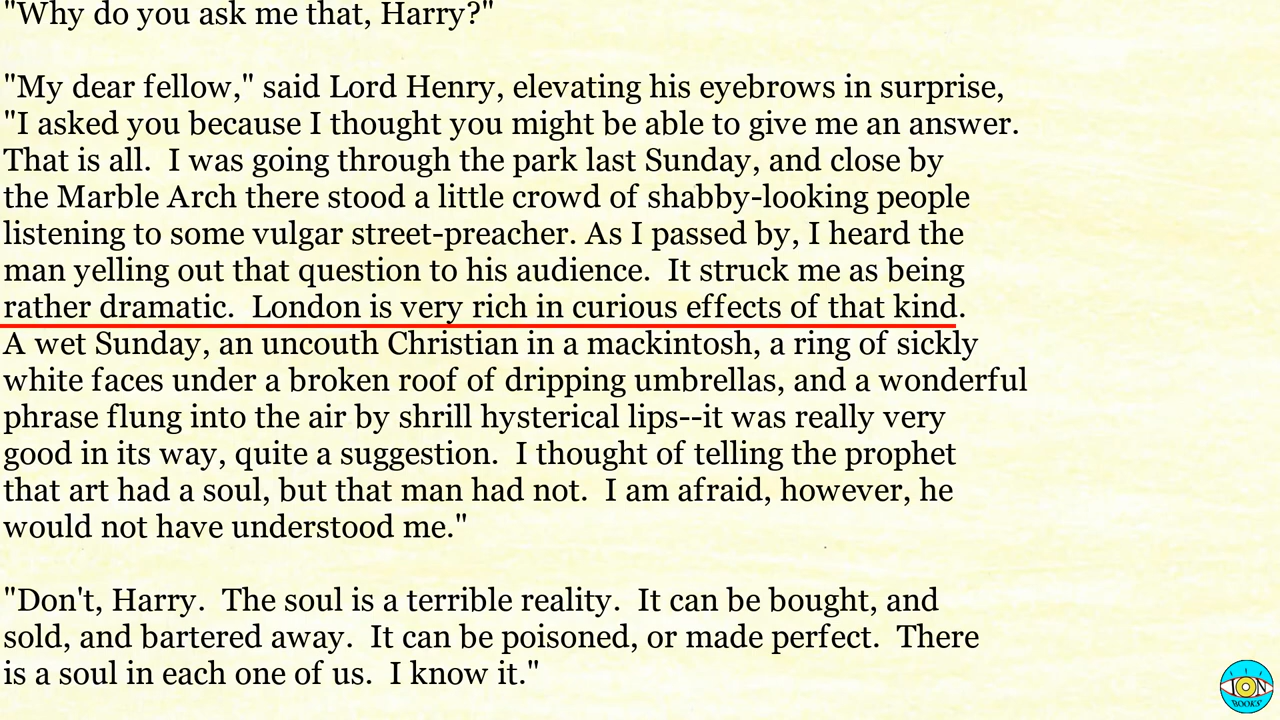 "Why do you ask me that, Harry?"
"My dear fellow," said Lord Henry, elevating his eyebrows in surprise,
"I asked you because I thought you might be able to give me an answer.
That is all.  I was going through the park last Sunday, and close by
the Marble Arch there stood a little crowd of shabby-looking people
listening to some vulgar street-preacher. As I passed by, I heard the
man yelling out that question to his audience.  It struck me as being
rather dramatic.  London is very rich in curious effects of that kind.
A wet Sunday, an uncouth Christian in a mackintosh, a ring of sickly
white faces under a broken roof of dripping umbrellas, and a wonderful
phrase flung into the air by shrill hysterical lips--it was really very
good in its way, quite a suggestion.  I thought of telling the prophet
that art had a soul, but that man had not.  I am afraid, however, he
would not have understood me."
"Don't, Harry.  The soul is a terrible reality.  It can be bought, and
sold, and bartered away.  It can be poisoned, or made perfect.  There
is a soul in each one of us.  I know it."
ION
BOOKS